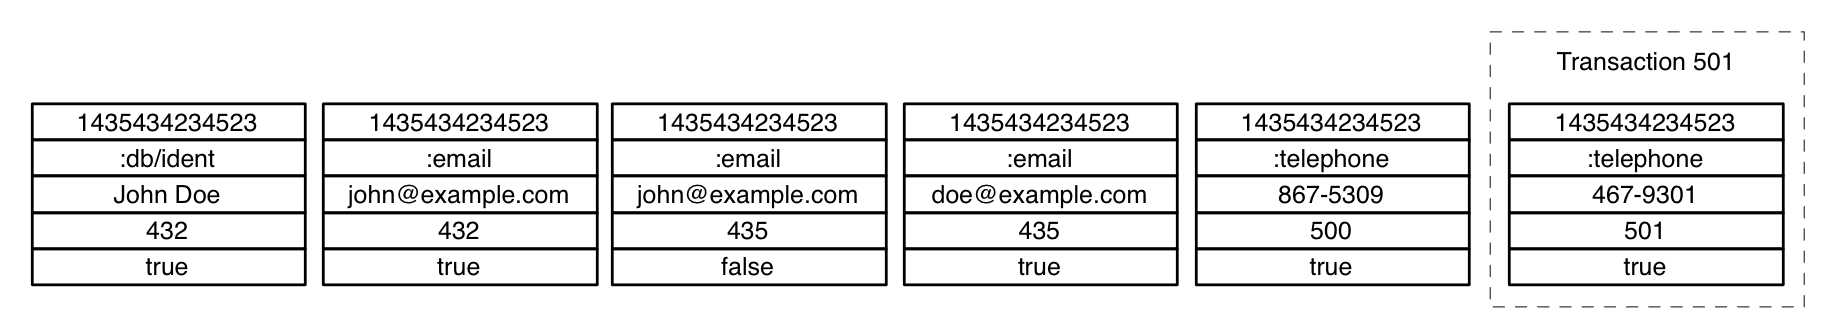 Transaction 501
1435434234523 1435434234523 1435434234523 1435434234523 1435434234523 1435434234523
:db/ident :email :email :email :telephone :telephone
John Doe john@example.com john@example.com doe@example.com 867-5309 467-9301
432 432 435 435 500 501
true true false true true true